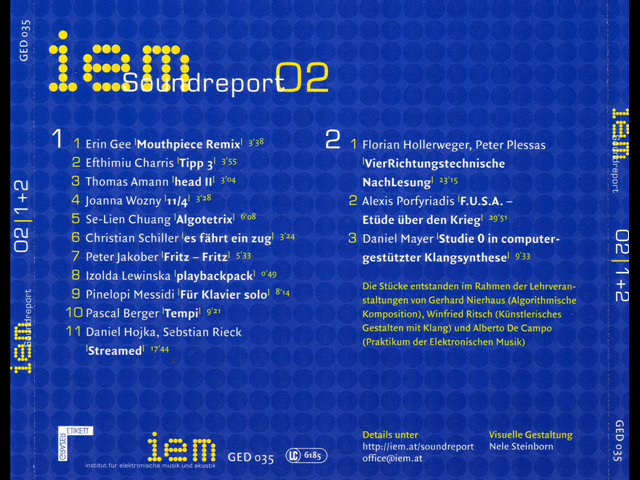 GED 035
iem
Soundreport 02
1
1 Erin Gee |Mouthpiece Remix| 3'38
2 Efthimiu Charris |Tipp 3| 3'55
3 Thomas Amann |head II| 3'04
4 Joanna Wozny |11/4| 3'28
5 Se-Lien Chuang |Algotetrix| 6'08
6 Christian Schiller |es fährt ein zug| 3'24
7 Peter Jakober |Fritz – Fritz| 5'33
8 Izolda Lewinska |playbackpack| 0'49
9 Pinelopi Messidi |Für Klavier solo| 8'14
10 Pascal Berger |Tempi| 9'21
11 Daniel Hojka, Sebstian Rieck
|Streamed| 17'44
2
1 Florian Hollerweger, Peter Plessas
|VierRichtungstechnische
NachLesung| 23'15
2 Alexis Porfyriadis |F.U.S.A. –
Etüde über den Krieg| 29'51
3 Daniel Mayer |Studie 0 in computer-
gestützter Klangsynthese| 9'33
Die Stücke entstanden im Rahmen der Lehrveran-
staltungen von Gerhard Nierhaus (Algorithmische
Komposition), Winfried Ritsch (Künstlerisches
Gestalten mit Klang) und Alberto De Campo
(Praktikum der Elektronischen Musik)
GRAZER
ETIKETT
iem
institut für elektronische musik und akustik
GED 035
LC 6185
Details unter
http://iem.at/soundreport
office@iem.at
Visuelle Gestaltung
Nele Steinborn
02|1+2
iem
Soundreport
iem
Soundreport
02|1+2
GED 035